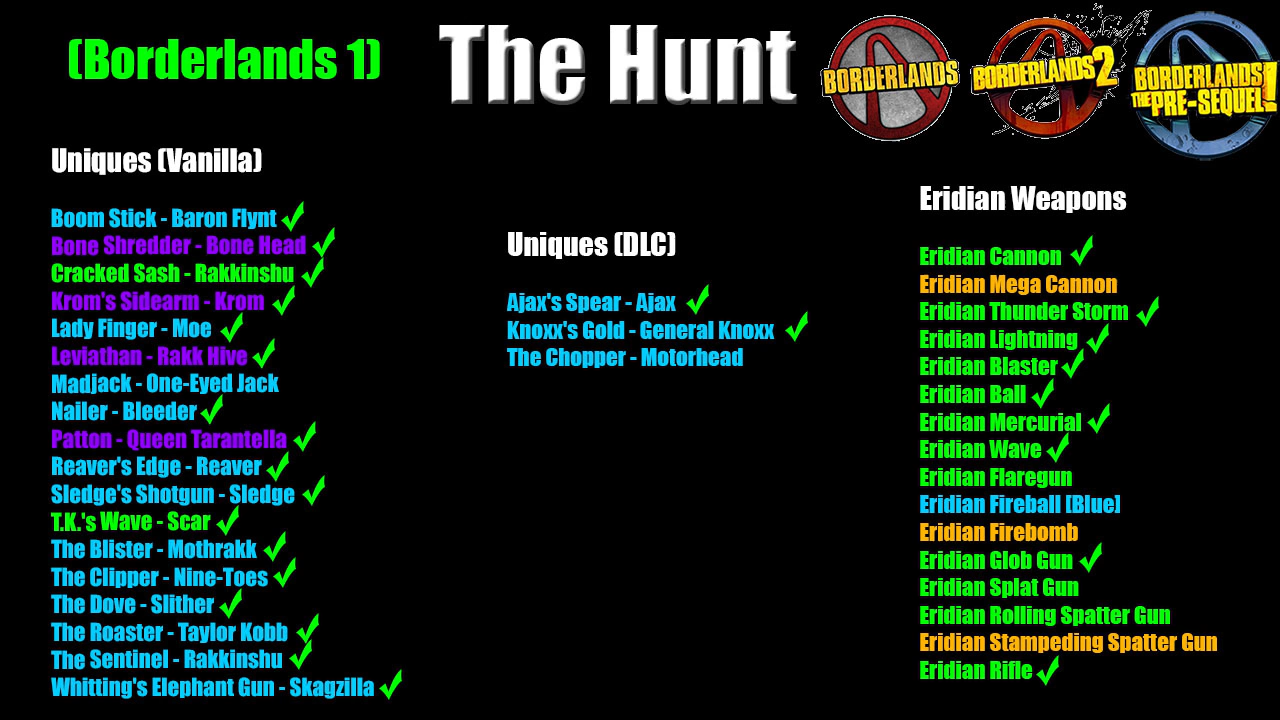 (Borderlands 1)
The Hunt
BORDERLANDS
BORDERLANDS 2
BORDERLANDS
THE PRE-SEQUEL!
Uniques (Vanilla)
Boom Stick - Baron Flynt
Bone Shredder - Bone Head
Cracked Sash - Rakkinshu
Krom's Sidearm - Krom
Lady Finger - Moe
Leviathan - Rakk Hive
Madjack - One-Eyed Jack
Nailer - Bleeder
Patton - Queen Tarantella
Reaver's Edge - Reaver
Sledge's Shotgun - Sledge
T.K.'s Wave - Scar
The Blister - Mothrakk
The Clipper - Nine-Toes
The Dove - Slither
The Roaster - Taylor Kobb
The Sentinel - Rakkinshu
Whitting's Elephant Gun - Skagzilla
Uniques (DLC)
Ajax's Spear - Ajax
Knoxx's Gold - General Knoxx
The Chopper - Motorhead
Eridian Weapons
Eridian Cannon
Eridian Mega Cannon
Eridian Thunder Storm
Eridian Lightning
Eridian Blaster
Eridian Ball
Eridian Mercurial
Eridian Wave
Eridian Flaregun
Eridian Fireball [Blue]
Eridian Firebomb
Eridian Glob Gun
Eridian Splat Gun
Eridian Rolling Spatter Gun
Eridian Stampeding Spatter Gun
Eridian Rifle